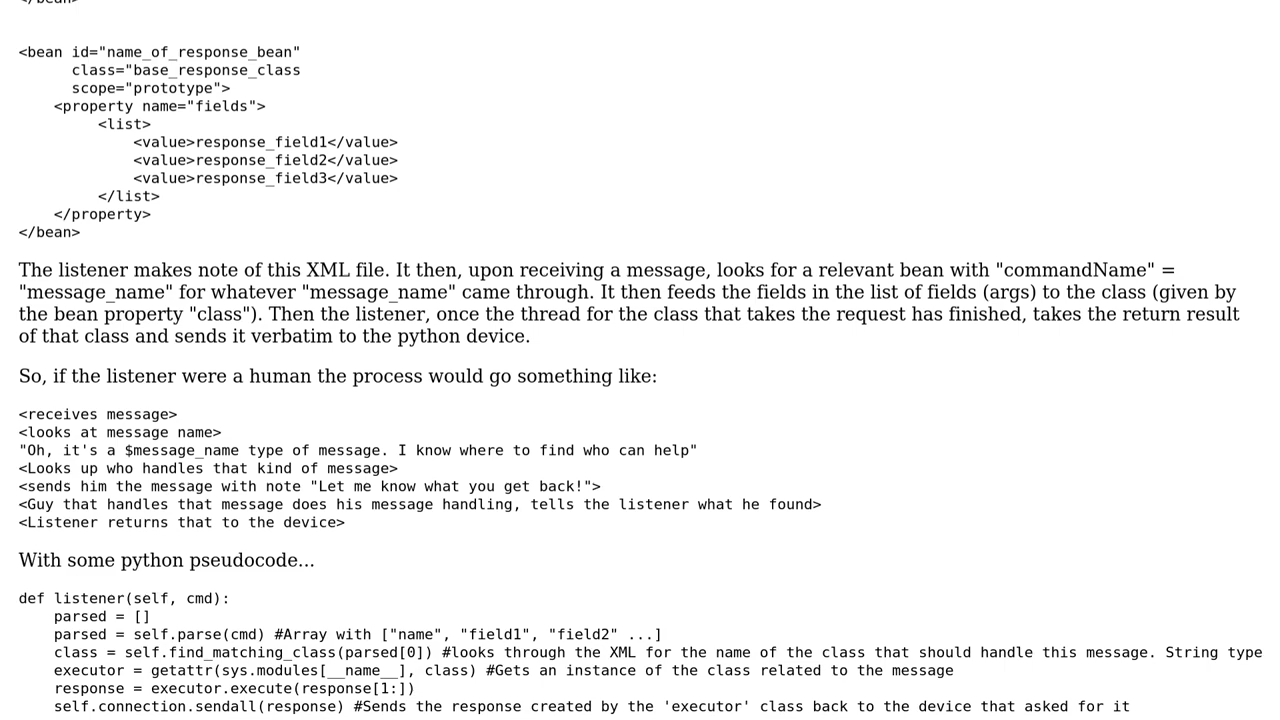 </bean>
<bean id="name_of_response_bean"
      class="base_response_class
      scope="prototype">
    <property name="fields">
         <list>
             <value>response_field1</value>
             <value>response_field2</value>
             <value>response_field3</value>
         </list>
    </property>
</bean>
The listener makes note of this XML file. It then, upon receiving a message, looks for a relevant bean with "commandName" =
"message_name" for whatever "message_name" came through. It then feeds the fields in the list of fields (args) to the class (given by
the bean property "class"). Then the listener, once the thread for the class that takes the request has finished, takes the return result
of that class and sends it verbatim to the python device.
So, if the listener were a human the process would go something like:
<receives message>
<looks at message name>
"Oh, it's a $message_name type of message. I know where to find who can help"
<Looks up who handles that kind of message>
<sends him the message with note "Let me know what you get back!">
<Guy that handles that message does his message handling, tells the listener what he found>
<Listener returns that to the device>
With some python pseudocode...
def listener(self, cmd):
    parsed = []
    parsed = self.parse(cmd) #Array with ["name", "field1", "field2" ...]
    class = self.find_matching_class(parsed[0]) #looks through the XML for the name of the class that should handle this message. String type
    executor = getattr(sys.modules[__name__], class) #Gets an instance of the class related to the message
    response = executor.execute(response[1:])
    self.connection.sendall(response) #Sends the response created by the 'executor' class back to the device that asked for it